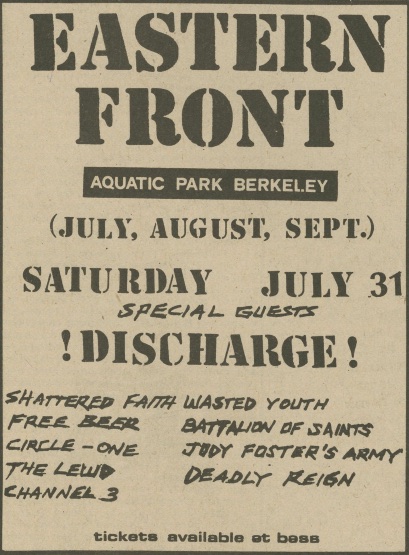 EASTERN
FRONT
AQUATIC PARK BERKELEY
(JULY, AUGUST, SEPT.)
SATURDAY JULY 31
SPECIAL GUESTS
!DISCHARGE!
SHATTERED FAITH WASTED YOUTH
FREE BEER BATTALION OF SAINTS
CIRCLE-ONE JODY FOSTER'S ARMY
THE LEWD DEADLY REIGN
CHANNEL 3
tickets available at bass